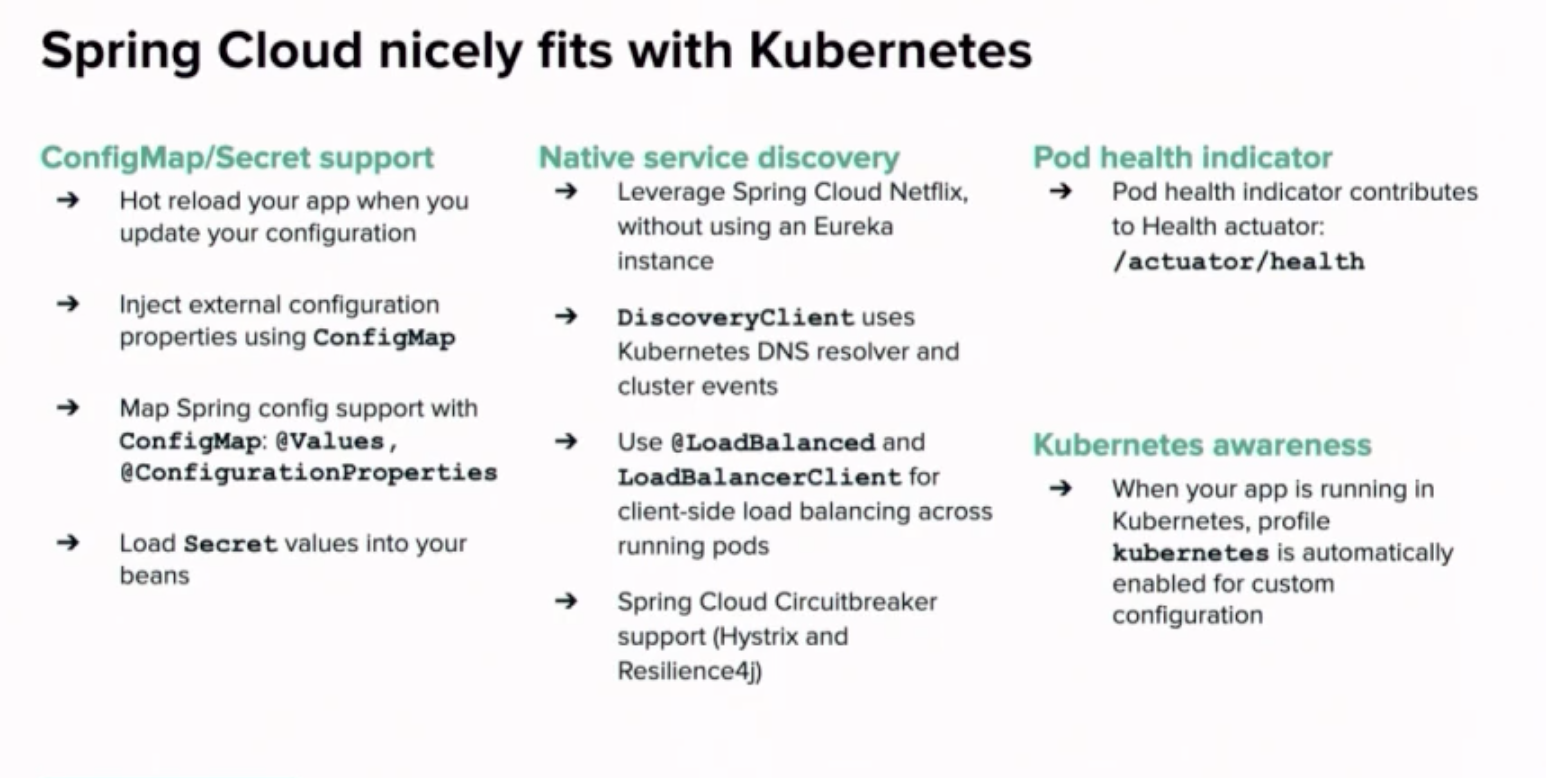 Spring Cloud nicely fits with Kubernetes
ConfigMap/Secret support
➔ Hot reload your app when you
update your configuration
➔ Inject external configuration
properties using ConfigMap
➔ Map Spring config support with
ConfigMap: @Values,
@ConfigurationProperties
➔ Load Secret values into your
beans
Native service discovery
➔ Leverage Spring Cloud Netflix,
without using an Eureka
instance
➔ DiscoveryClient uses
Kubernetes DNS resolver and
cluster events
➔ Use @LoadBalanced and
LoadBalancerClient for
client-side load balancing across
running pods
➔ Spring Cloud Circuitbreaker
support (Hystrix and
Resilience4j)
Pod health indicator
➔ Pod health indicator contributes
to Health actuator:
/actuator/health
Kubernetes awareness
➔ When your app is running in
Kubernetes, profile
kubernetes is automatically
enabled for custom
configuration